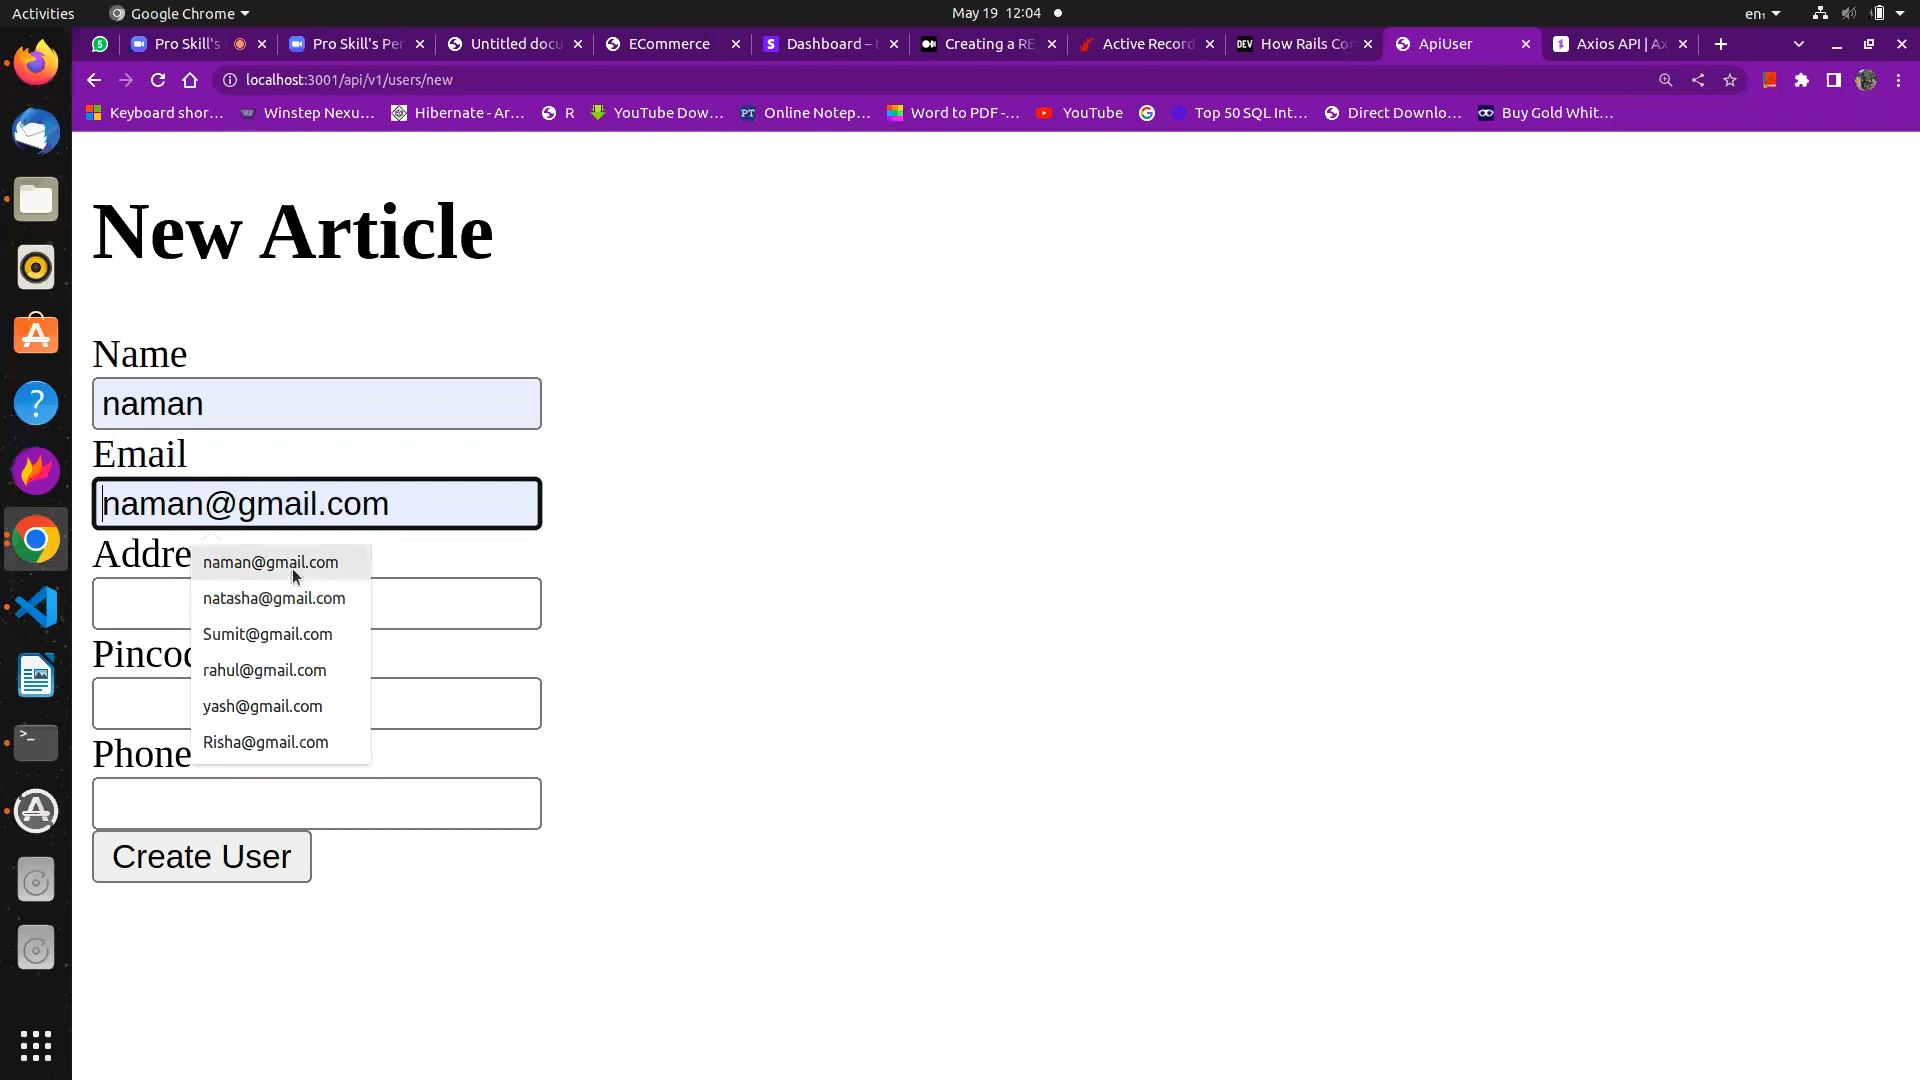 Activities Google Chrome May 19 12:04 en₁
Pro Skill's Pro Skill's Per Untitled docu ECommerce Dashboard – Creating a RE Active Record How Rails Co ApiUser Axios API | Ax
localhost:3001/api/v1/users/new
Keyboard shor... Winstep Nexu... Hibernate - Ar... R YouTube Dow... Online Notep... Word to PDF -... YouTube Top 50 SQL Int... Direct Downlo... Buy Gold Whit...
New Article
Name
naman
Email
naman@gmail.com
Addre
naman@gmail.com
natasha@gmail.com
Sumit@gmail.com
Pincod
rahul@gmail.com
yash@gmail.com
Risha@gmail.com
Phone
Create User